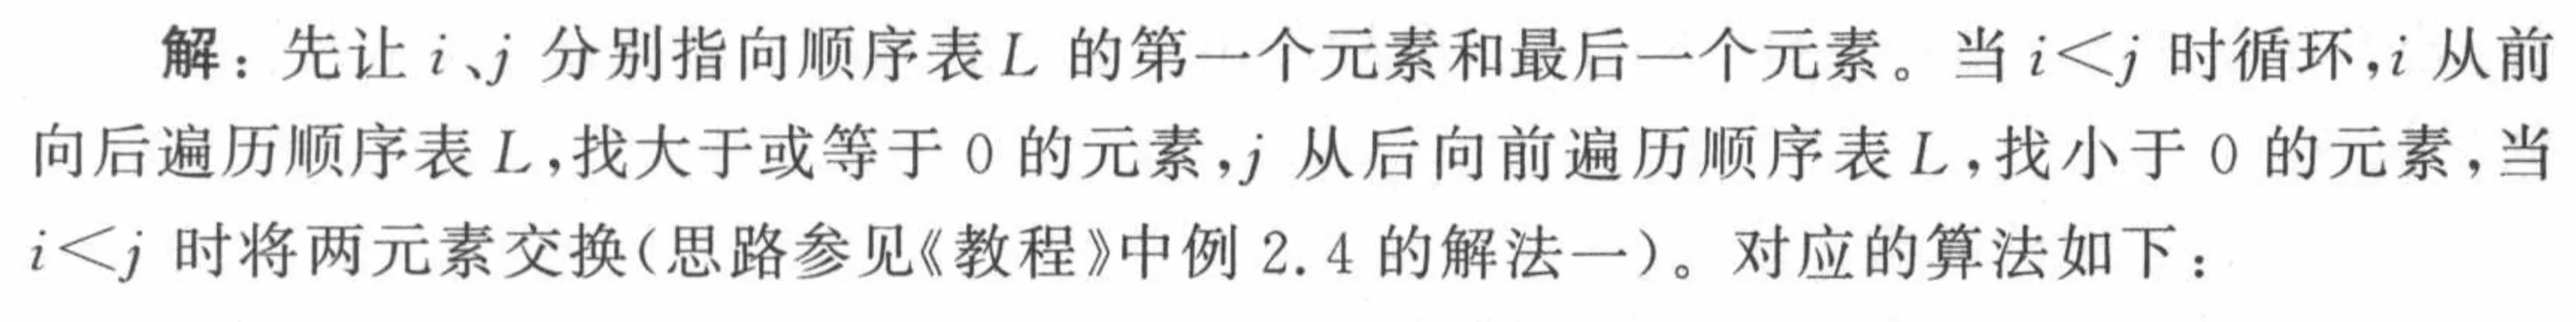 解：先让 i、j 分别指向顺序表 L 的第一个元素和最后一个元素。当 i<j 时循环,i 从前
向后遍历顺序表 L,找大于或等于 0 的元素,j 从后向前遍历顺序表 L,找小于 0 的元素,当
i<j 时将两元素交换(思路参见《教程》中例 2.4 的解法一)。对应的算法如下：